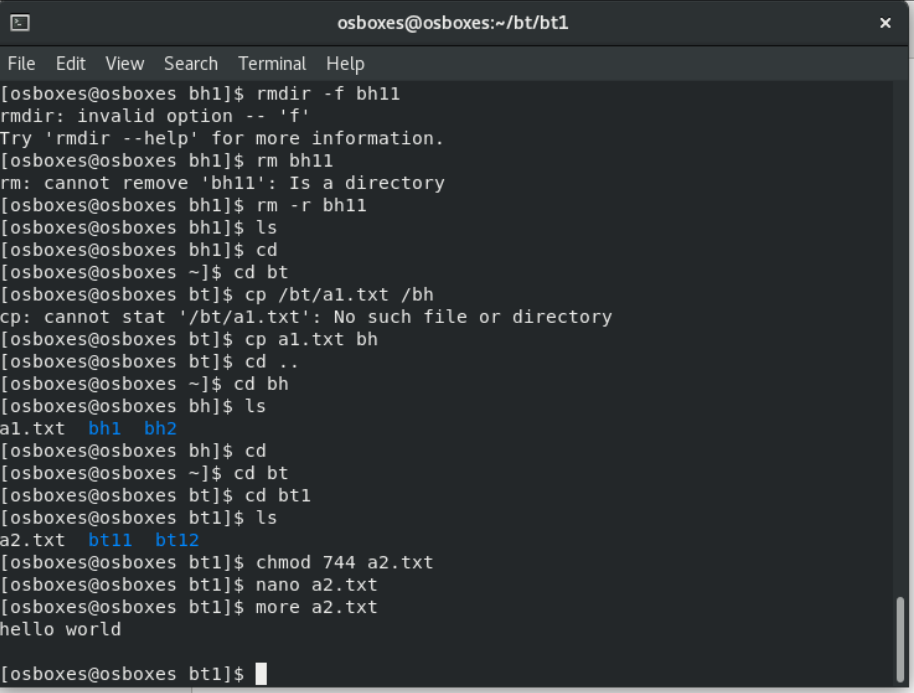 osboxes@osboxes:~/bt/bt1
File Edit View Search Terminal Help
[osboxes@osboxes bh1]$ rmdir -f bh11
rmdir: invalid option -- 'f'
Try 'rmdir --help' for more information.
[osboxes@osboxes bh1]$ rm bh11
rm: cannot remove 'bh11': Is a directory
[osboxes@osboxes bh1]$ rm -r bh11
[osboxes@osboxes bh1]$ ls
[osboxes@osboxes bh1]$ cd
[osboxes@osboxes ~]$ cd bt
[osboxes@osboxes bt]$ cp /bt/a1.txt /bh
cp: cannot stat '/bt/a1.txt': No such file or directory
[osboxes@osboxes bt]$ cp a1.txt bh
[osboxes@osboxes bt]$ cd ..
[osboxes@osboxes ~]$ cd bh
[osboxes@osboxes bh]$ ls
a1.txt  bh1  bh2
[osboxes@osboxes bh]$ cd
[osboxes@osboxes ~]$ cd bt
[osboxes@osboxes bt]$ cd bt1
[osboxes@osboxes bt1]$ ls
a2.txt  bt11  bt12
[osboxes@osboxes bt1]$ chmod 744 a2.txt
[osboxes@osboxes bt1]$ nano a2.txt
[osboxes@osboxes bt1]$ more a2.txt
hello world
[osboxes@osboxes bt1]$